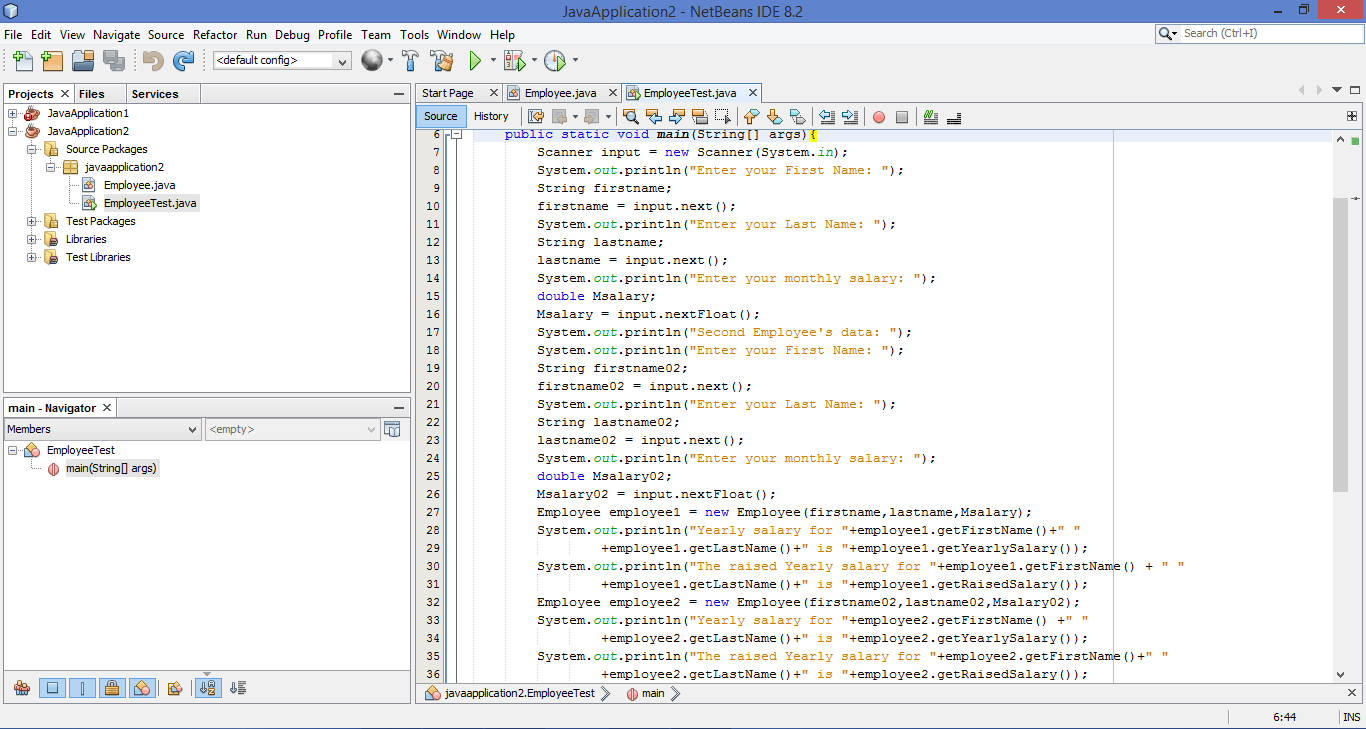 JavaApplication2 - NetBeans IDE 8.2
File Edit View Navigate Source Refactor Run Debug Profile Team Tools Window Help
Search (Ctrl+I)
<default config>
Projects Files Services
JavaApplication1
JavaApplication2
Source Packages
javaapplication2
Employee.java
EmployeeTest.java
Test Packages
Libraries
Test Libraries
main - Navigator
Members
<empty>
EmployeeTest
main(String[] args)
Start Page Employee.java EmployeeTest.java
Source History
6 public static void main(String[] args){
7 Scanner input = new Scanner(System.in);
8 System.out.println("Enter your First Name: ");
9 String firstname;
10 firstname = input.next();
11 System.out.println("Enter your Last Name: ");
12 String lastname;
13 lastname = input.next();
14 System.out.println("Enter your monthly salary: ");
15 double Msalary;
16 Msalary = input.nextFloat();
17 System.out.println("Second Employee's data: ");
18 System.out.println("Enter your First Name: ");
19 String firstname02;
20 firstname02 = input.next();
21 System.out.println("Enter your Last Name: ");
22 String lastname02;
23 lastname02 = input.next();
24 System.out.println("Enter your monthly salary: ");
25 double Msalary02;
26 Msalary02 = input.nextFloat();
27 Employee employee1 = new Employee(firstname,lastname,Msalary);
28 System.out.println("Yearly salary for "+employee1.getFirstName()+" "
29 +employee1.getLastName()+" is "+employee1.getYearlySalary());
30 System.out.println("The raised Yearly salary for "+employee1.getFirstName() + " "
31 +employee1.getLastName()+" is "+employee1.getRaisedSalary());
32 Employee employee2 = new Employee(firstname02,lastname02,Msalary02);
33 System.out.println("Yearly salary for "+employee2.getFirstName() +" "
34 +employee2.getLastName()+" is "+employee2.getYearlySalary());
35 System.out.println("The raised Yearly salary for "+employee2.getFirstName()+" "
36 +employee2.getLastName()+" is "+employee2.getRaisedSalary());
javaapplication2.EmployeeTest main
6:44 INS